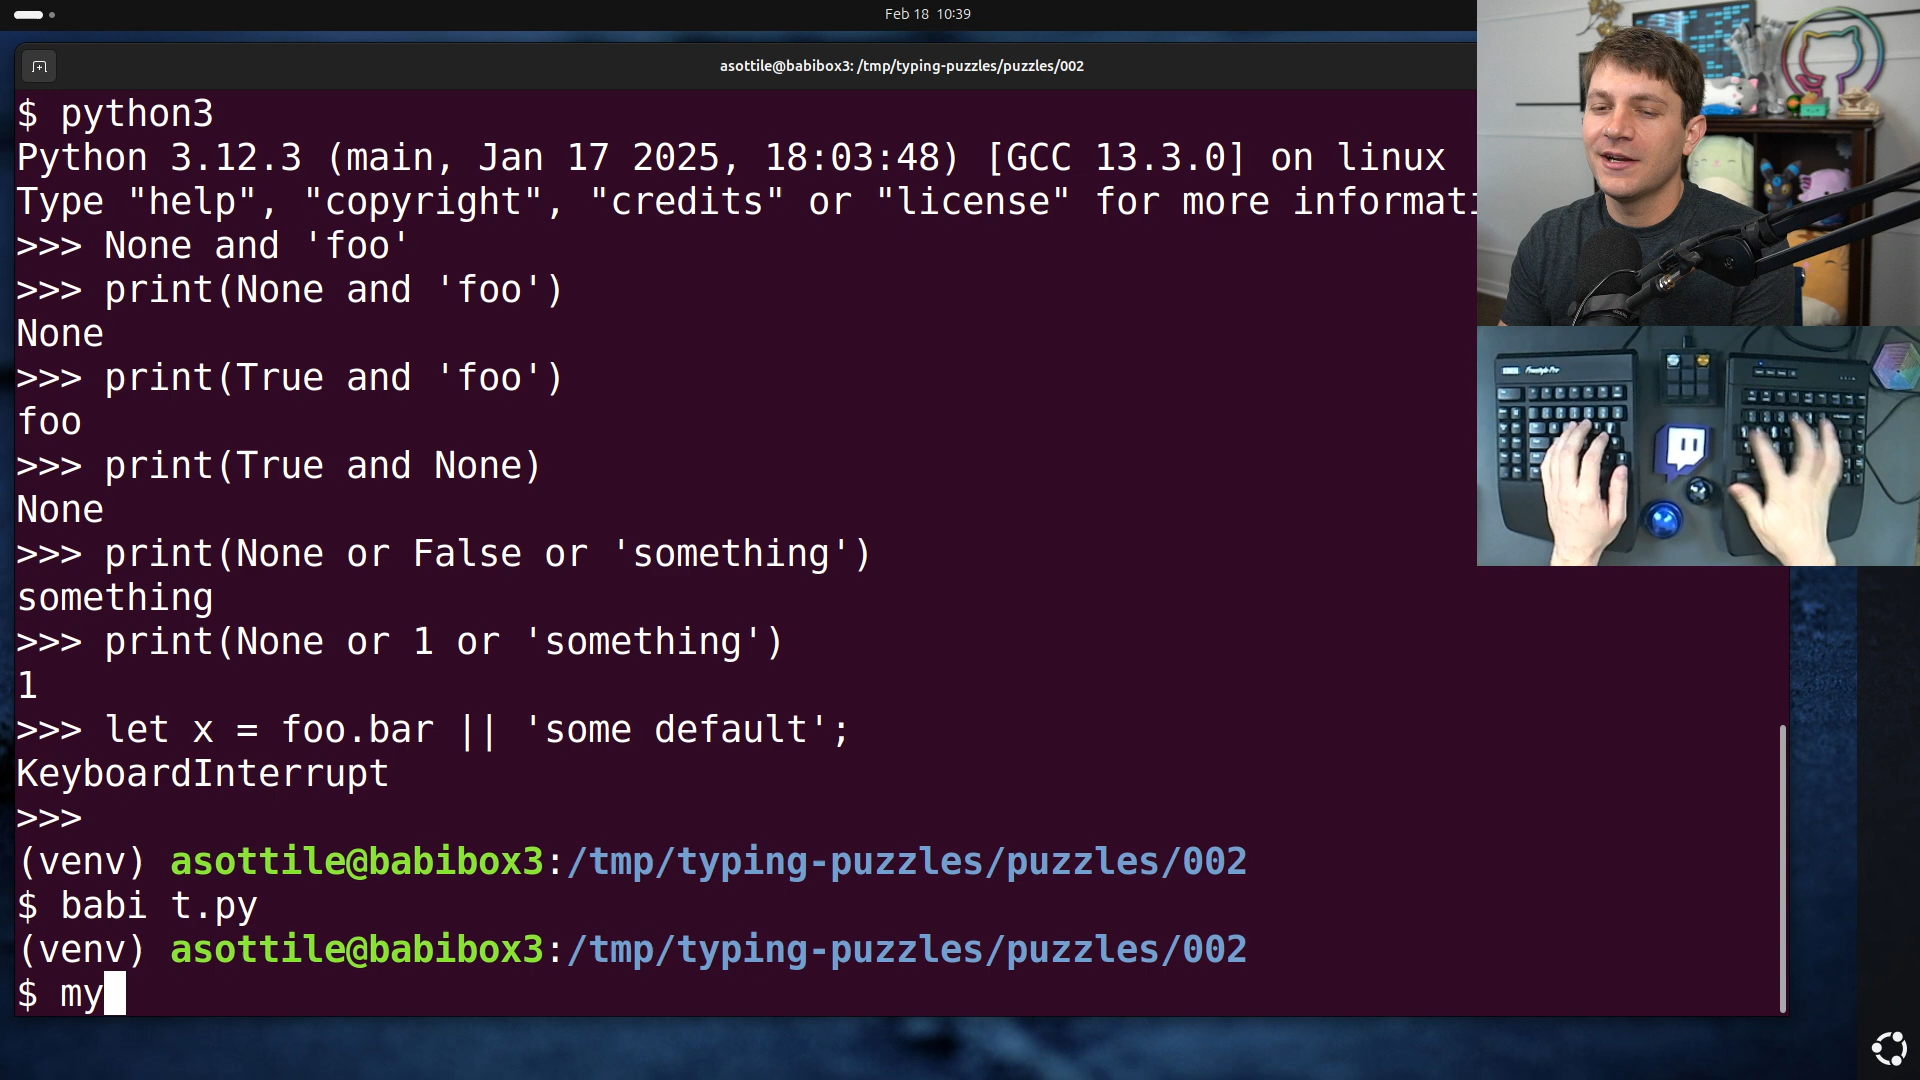 Feb 18 10:39
asottile@babibox3: /tmp/typing-puzzles/puzzles/002
$ python3
Python 3.12.3 (main, Jan 17 2025, 18:03:48) [GCC 13.3.0] on linux
Type "help", "copyright", "credits" or "license" for more informati
>>> None and 'foo'
>>> print(None and 'foo')
None
>>> print(True and 'foo')
foo
>>> print(True and None)
None
>>> print(None or False or 'something')
something
>>> print(None or 1 or 'something')
1
>>> let x = foo.bar || 'some default';
KeyboardInterrupt
>>>
(venv) asottile@babibox3:/tmp/typing-puzzles/puzzles/002
$ babi t.py
(venv) asottile@babibox3:/tmp/typing-puzzles/puzzles/002
$ my
Freestyle Pro